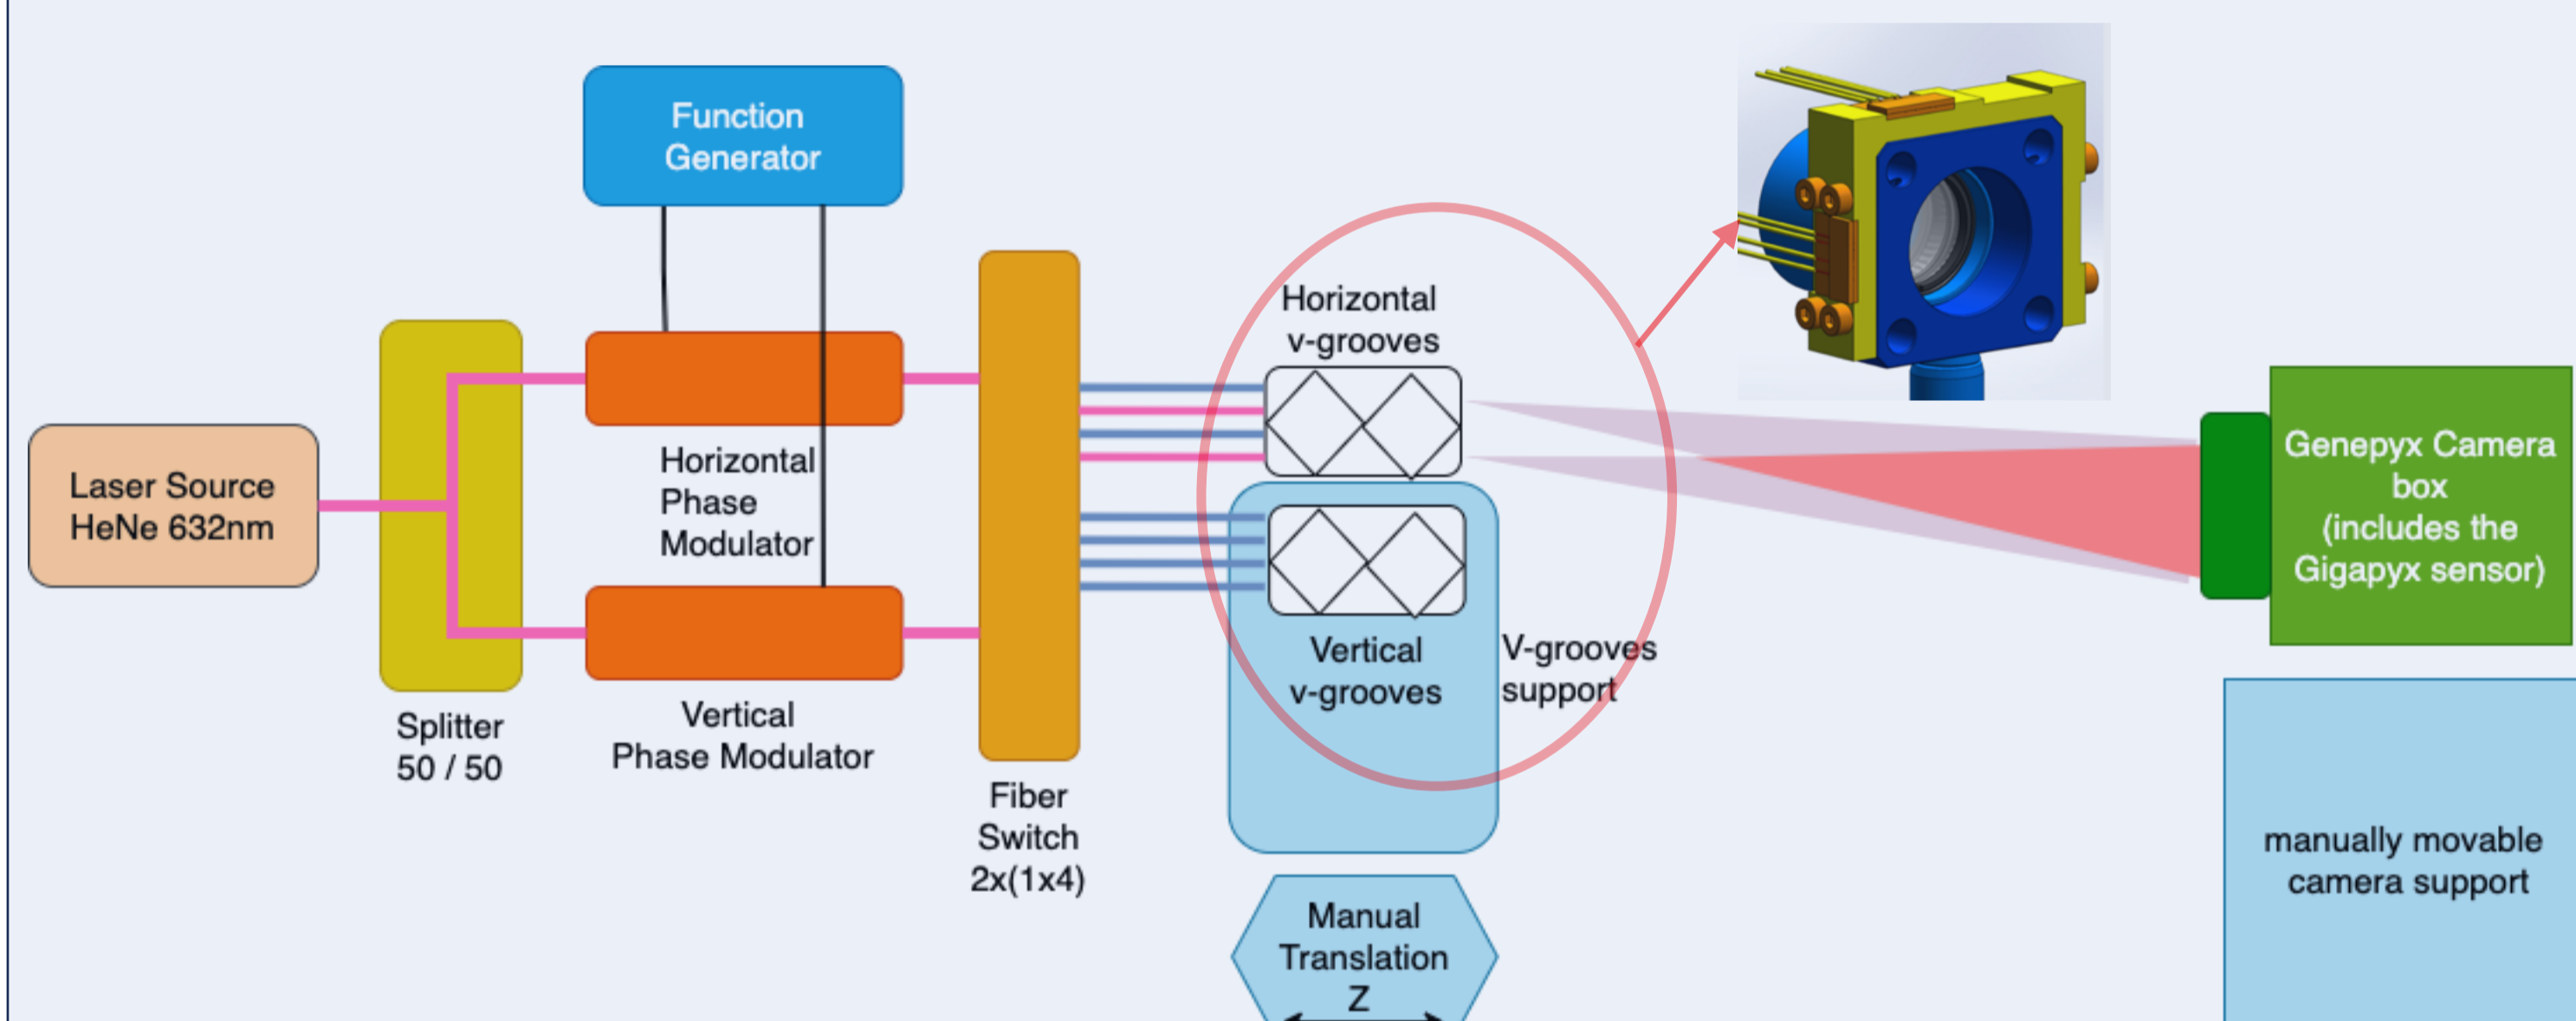 Function
Generator
Horizontal
v-grooves
Laser Source
HeNe 632nm
Horizontal
Phase
Modulator
Genepyx Camera
box
(includes the
Gigapyx sensor)
Vertical
v-grooves
V-grooves
support
Splitter
50 / 50
Vertical
Phase Modulator
Fiber
Switch
2x(1x4)
manually movable
camera support
Manual
Translation
Z